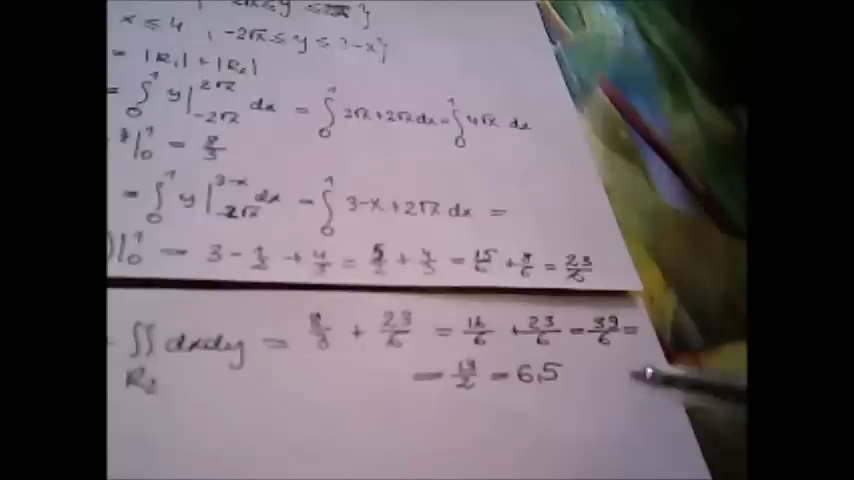 , -2√x ≤ y ≤ 2√x }
x ≤ 4 , -2√x ≤ y ≤ 3-x}
= |R₁| + |R₂|
= ∫₀¹ y |_{-2√x}^{2√x} dx = ∫₀¹ 2√x+2√x dx = ∫₀¹ 4√x dx
|₀¹ = 8/3
= ∫₀¹ y |_{-2√x}^{3-x} dx = ∫₀¹ 3-x+2√x dx =
)|₀¹ = 3 - 1/2 + 4/3 = 5/2 + 4/3 = 15/6 + 8/6 = 23/6
∬ dxdy = 8/3 + 23/6 = 16/6 + 23/6 = 39/6 =
R₂ = 13/2 = 6,5